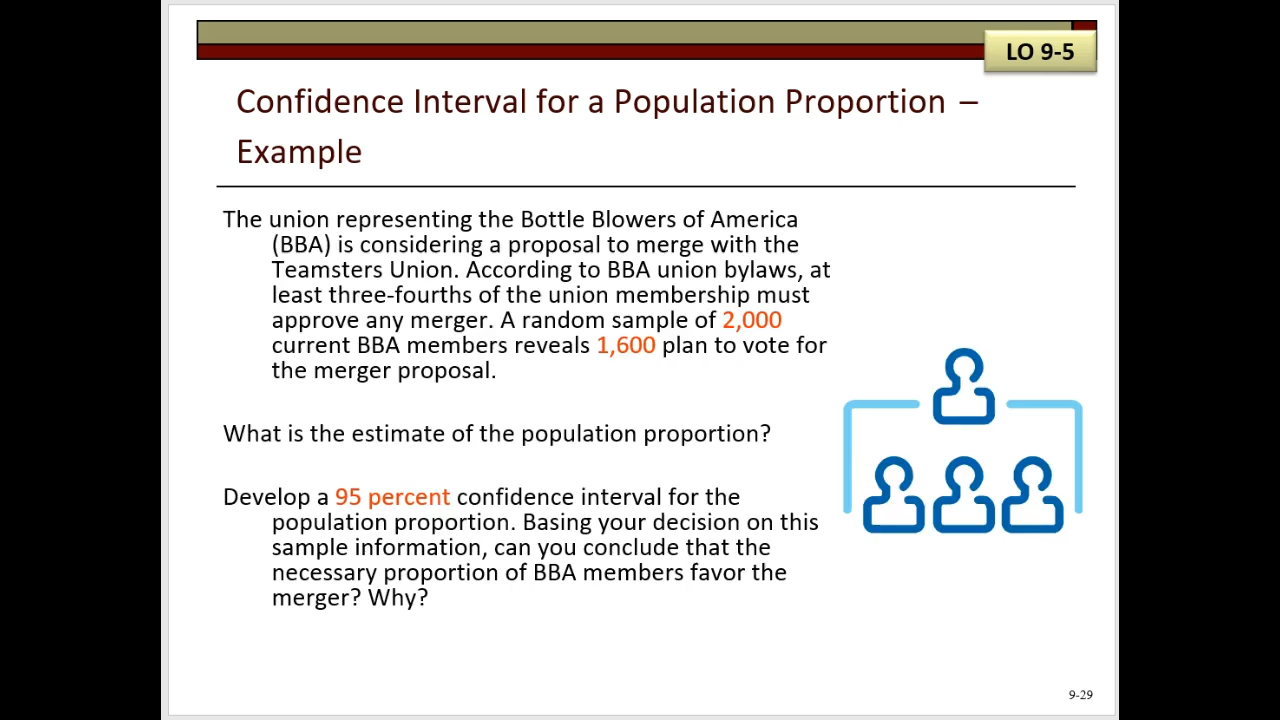 LO 9-5
Confidence Interval for a Population Proportion –
Example
The union representing the Bottle Blowers of America
(BBA) is considering a proposal to merge with the
Teamsters Union. According to BBA union bylaws, at
least three-fourths of the union membership must
approve any merger. A random sample of 2,000
current BBA members reveals 1,600 plan to vote for
the merger proposal.
What is the estimate of the population proportion?
Develop a 95 percent confidence interval for the
population proportion. Basing your decision on this
sample information, can you conclude that the
necessary proportion of BBA members favor the
merger? Why?
9-29